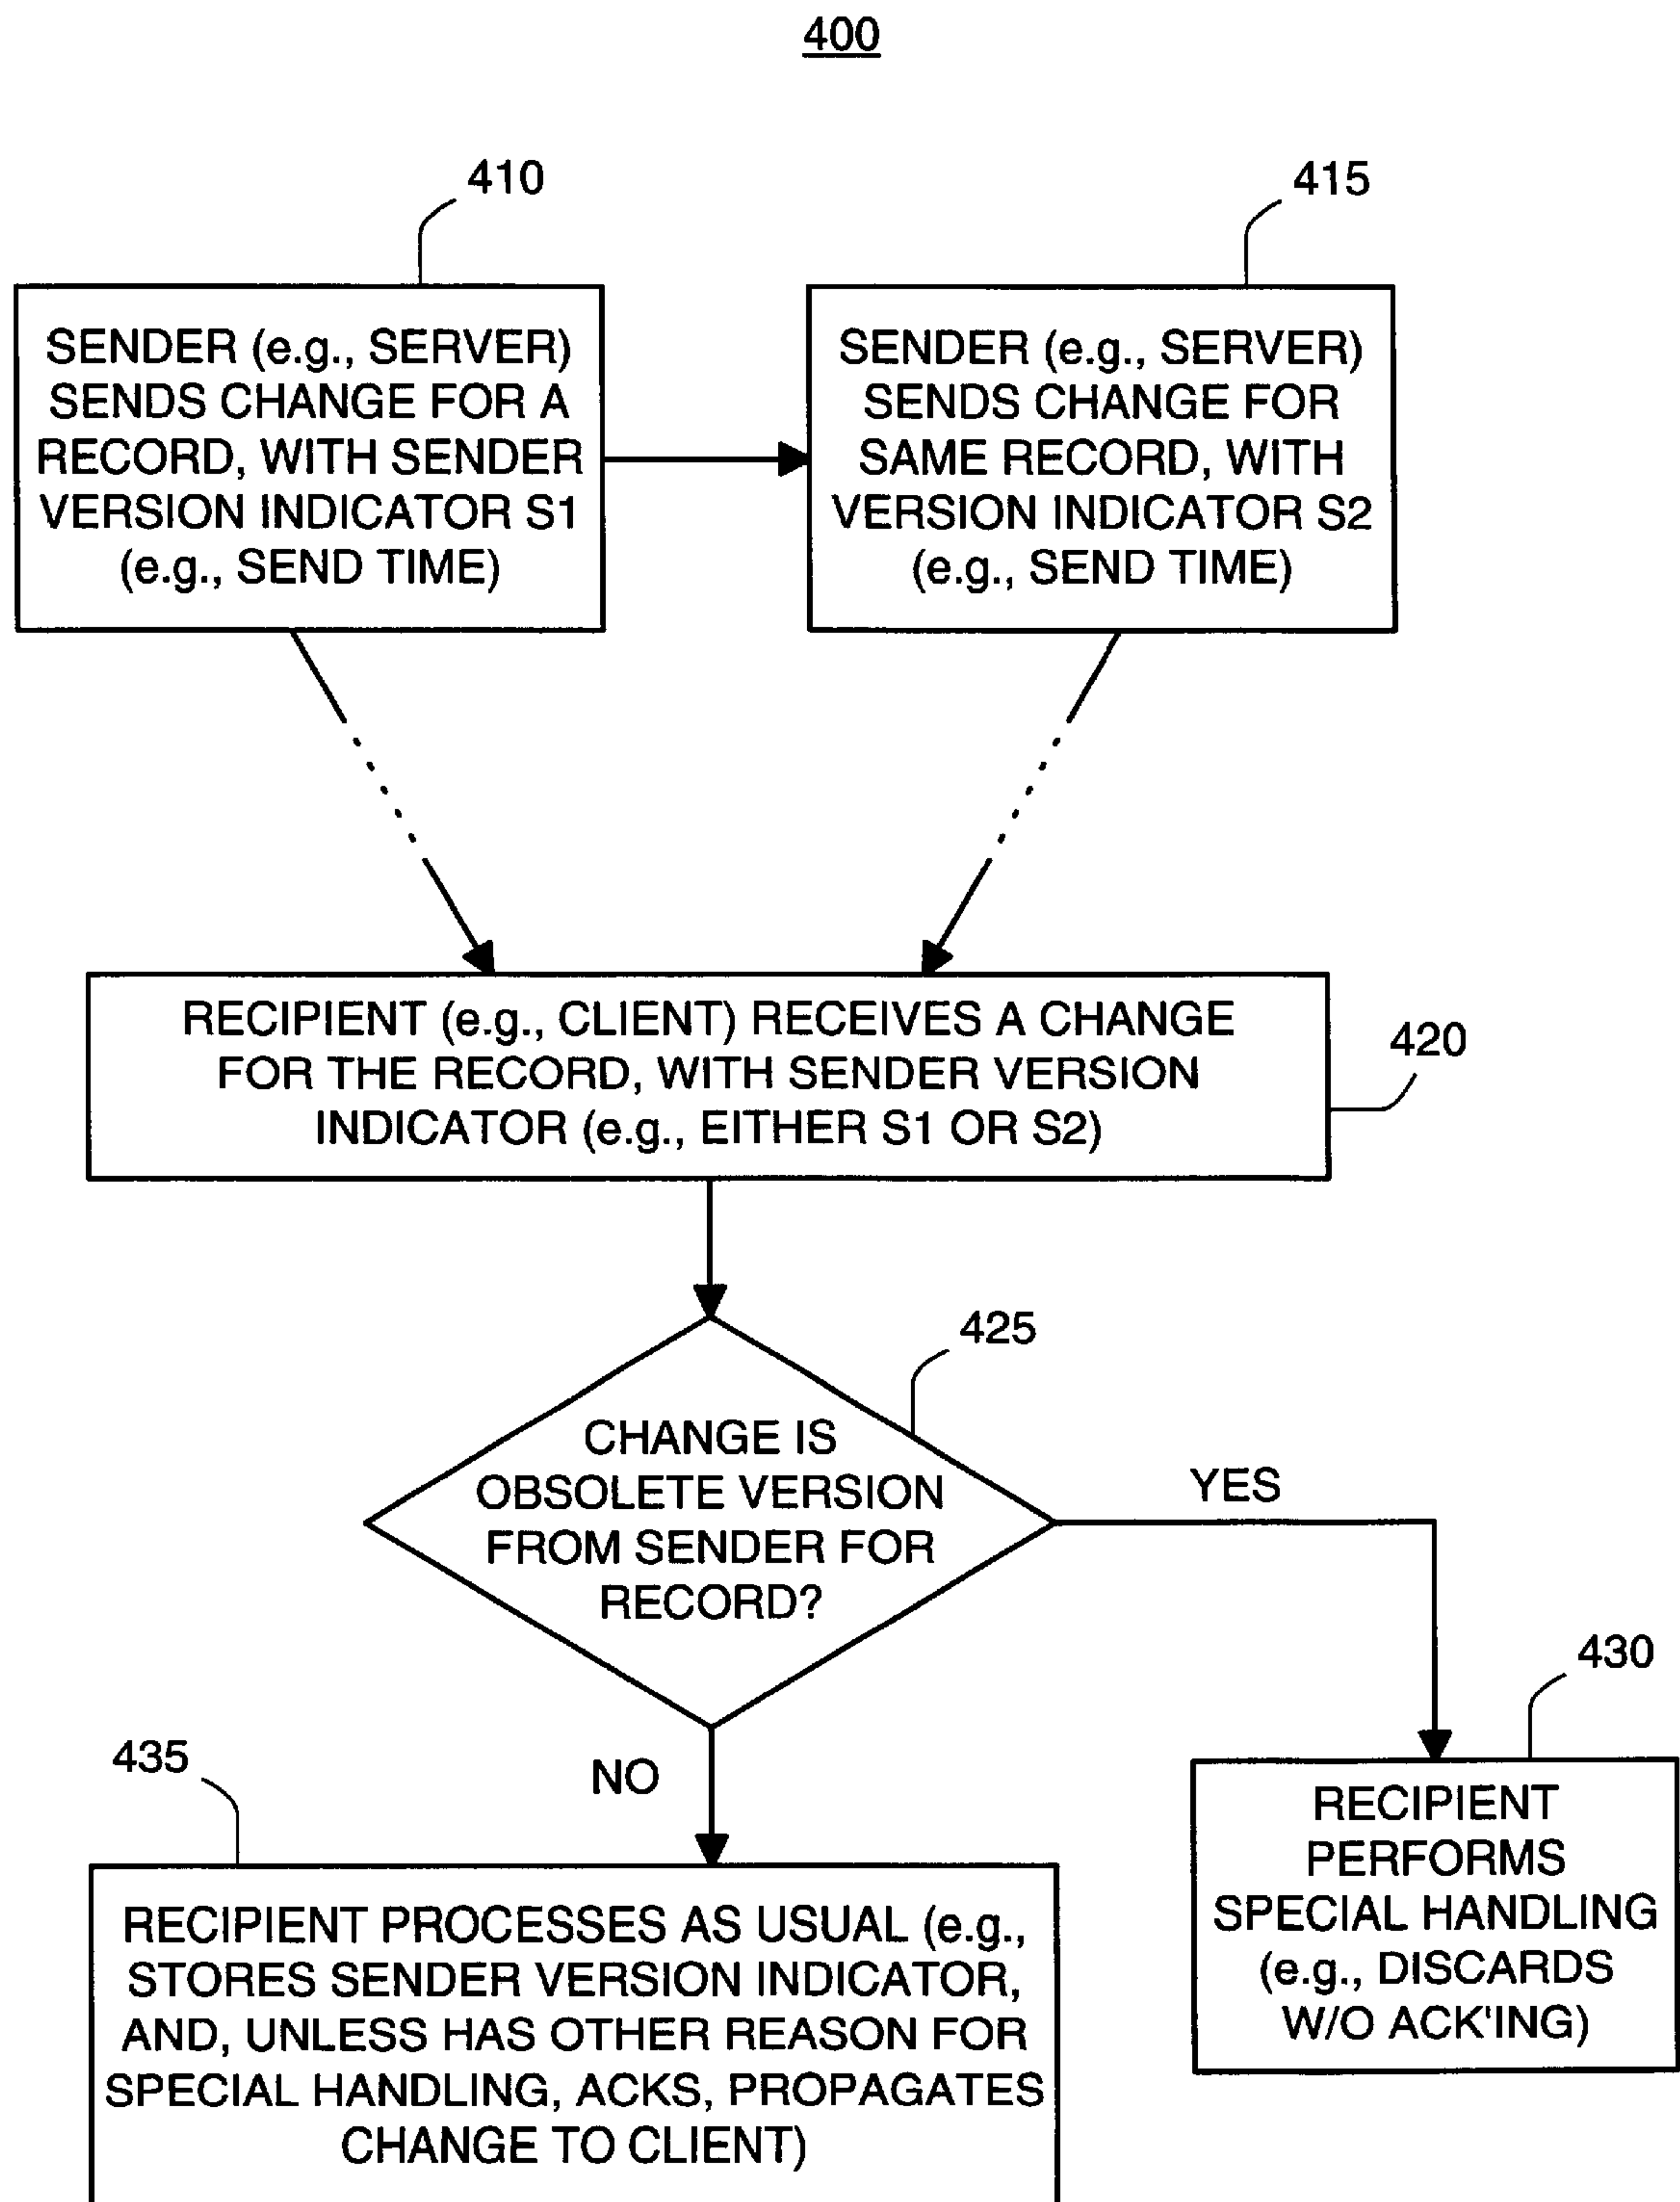 400
410
SENDER (e.g., SERVER)
SENDS CHANGE FOR A
RECORD, WITH SENDER
VERSION INDICATOR S1
(e.g., SEND TIME)
415
SENDER (e.g., SERVER)
SENDS CHANGE FOR
SAME RECORD, WITH
VERSION INDICATOR S2
(e.g., SEND TIME)
RECIPIENT (e.g., CLIENT) RECEIVES A CHANGE
FOR THE RECORD, WITH SENDER VERSION
INDICATOR (e.g., EITHER S1 OR S2)
420
425
CHANGE IS
OBSOLETE VERSION
FROM SENDER FOR
RECORD?
YES
NO
430
RECIPIENT
PERFORMS
SPECIAL HANDLING
(e.g., DISCARDS
W/O ACK'ING)
435
RECIPIENT PROCESSES AS USUAL (e.g.,
STORES SENDER VERSION INDICATOR,
AND, UNLESS HAS OTHER REASON FOR
SPECIAL HANDLING, ACKS, PROPAGATES
CHANGE TO CLIENT)